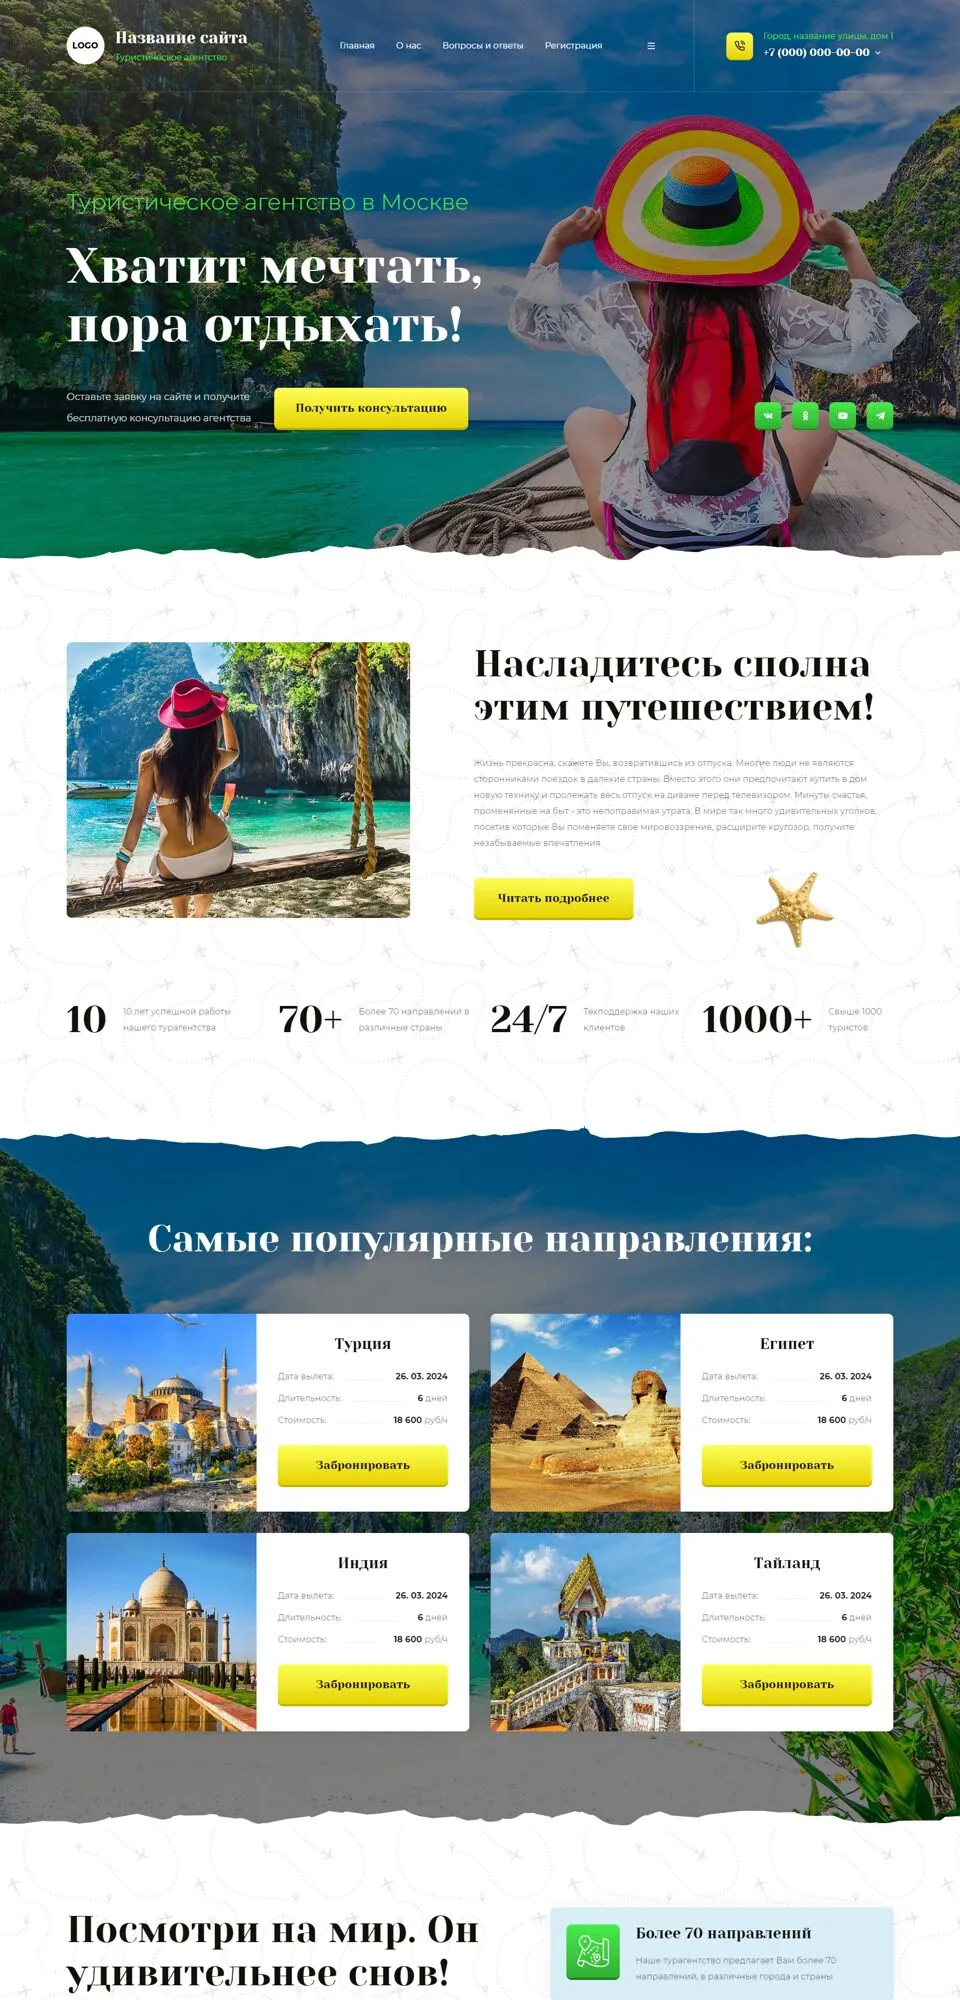 LOGO
Название сайта
Туристическое агентство
Главная
О нас
Вопросы и ответы
Регистрация
Город, название улицы, дом 1
+7 (000) 000-00-00
Туристическое агентство в Москве
Хватит мечтать,
пора отдыхать!
Оставьте заявку на сайте и получите
бесплатную консультацию агентства
Получить консультацию
Насладитесь сполна
этим путешествием!
Жизнь прекрасна, скажете Вы, возвратившись из отпуска. Многие люди не являются
сторонниками поездок в далекие страны. Вместо этого они предпочитают купить в дом
новую технику и пролежать весь отпуск на диване перед телевизором. Минуты счастья,
променянные на быт - это непоправимая утрата. В мире так много удивительных уголков,
посетив которые Вы поменяете свое мировоззрение, расширите кругозор, получите
незабываемые впечатления
Читать подробнее
10
10 лет успешной работы
нашего турагентства
70+
Более 70 направлений в
различные страны
24/7
Техподдержка наших
клиентов
1000+
Свыше 1000
туристов
Самые популярные направления:
Турция
Дата вылета: 26. 03. 2024
Длительность: 6 дней
Стоимость: 18 600 руб/ч
Забронировать
Египет
Дата вылета: 26. 03. 2024
Длительность: 6 дней
Стоимость: 18 600 руб/ч
Забронировать
Индия
Дата вылета: 26. 03. 2024
Длительность: 6 дней
Стоимость: 18 600 руб/ч
Забронировать
Тайланд
Дата вылета: 26. 03. 2024
Длительность: 6 дней
Стоимость: 18 600 руб/ч
Забронировать
Посмотри на мир. Он
удивительнее снов!
Более 70 направлений
Наше турагентство предлагает Вам более 70
направлений, в различные города и страны